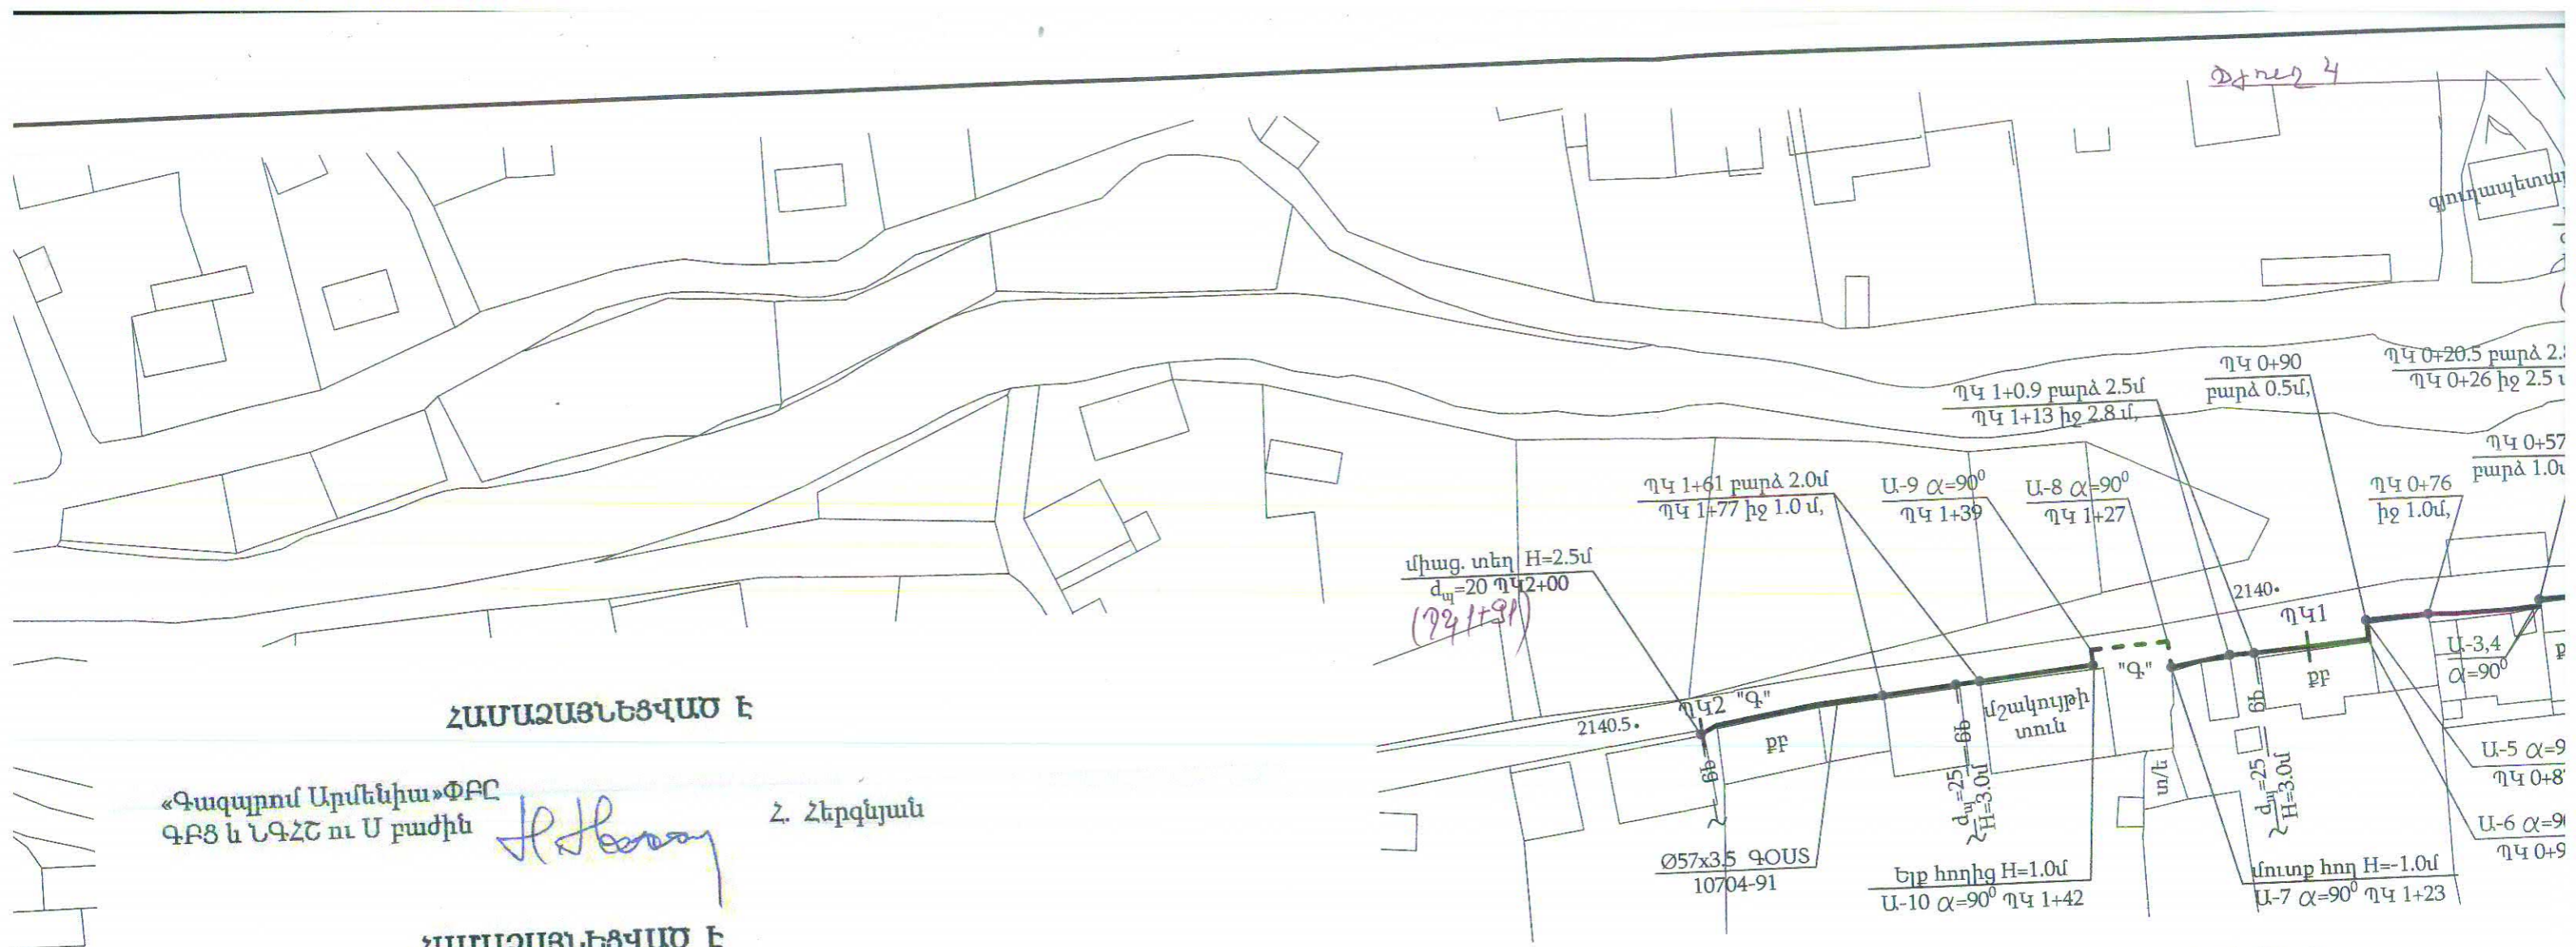 Փյուղ 4
գյուղապետա
ՊԿ 0+20.5 բարձ 2.
ՊԿ 0+26 իջ 2.5
ՊԿ 0+90
բարձ 0.5մ,
ՊԿ 1+0.9 բարձ 2.5մ
ՊԿ 1+13 իջ 2.8 մ,
ՊԿ 0+57
բարձ 1.0
ՊԿ 0+76
իջ 1.0մ,
ՊԿ 1+61 բարձ 2.0մ
ՊԿ 1+77 իջ 1.0 մ,
Ա-9 α=90⁰
ՊԿ 1+39
Ա-8 α=90⁰
ՊԿ 1+27
միաց. տեղ H=2.5մ
dպ=20 ՊԿ2+00
(ՊԿ 1+91)
2140.
ՊԿ1
Ա-3,4
α=90⁰
"Գ"
քբ
2140.5.
ՊԿ2 "Գ"
քբ
մշակույթի
տուն
dպ=25
H=3.0մ
տ/ե
dպ=25
H=3.0մ
Ա-5 α=9
ՊԿ 0+8
Ա-6 α=9
ՊԿ 0+9
Ø57x3.5 ԳՕՍՏ
10704-91
Ելք հողից H=1.0մ
Ա-10 α=90⁰ ՊԿ 1+42
մուտք հող H=-1.0մ
Ա-7 α=90⁰ ՊԿ 1+23
ՀԱՄԱՁԱՅՆԵՑՎԱԾ Է
«Գազպրոմ Արմենիա»ՓԲԸ
ԳԲՑ և ՆԳՀՇ ու Մ բաժին
Հ. Հերգնյան
ՀԱՄԱՁԱՅՆԵՑՎԱԾ Է